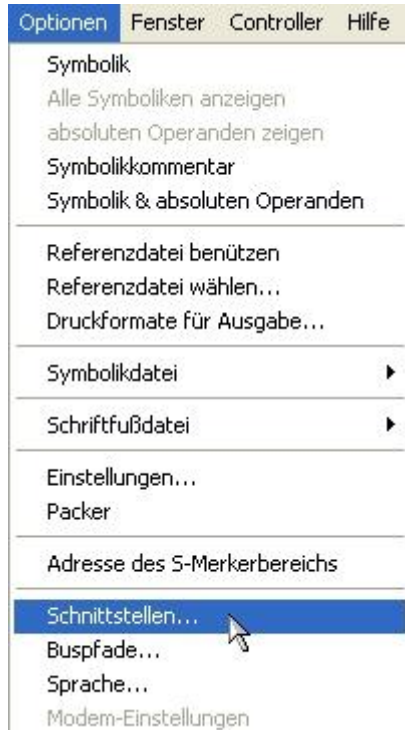 Optionen Fenster Controller Hilfe
Symbolik
Alle Symboliken anzeigen
absoluten Operanden zeigen
Symbolikkommentar
Symbolik & absoluten Operanden
Referenzdatei benützen
Referenzdatei wählen...
Druckformate für Ausgabe...
Symbolikdatei
Schriftfußdatei
Einstellungen...
Packer
Adresse des S-Merkerbereichs
Schnittstellen...
Buspfade...
Sprache...
Modem-Einstellungen